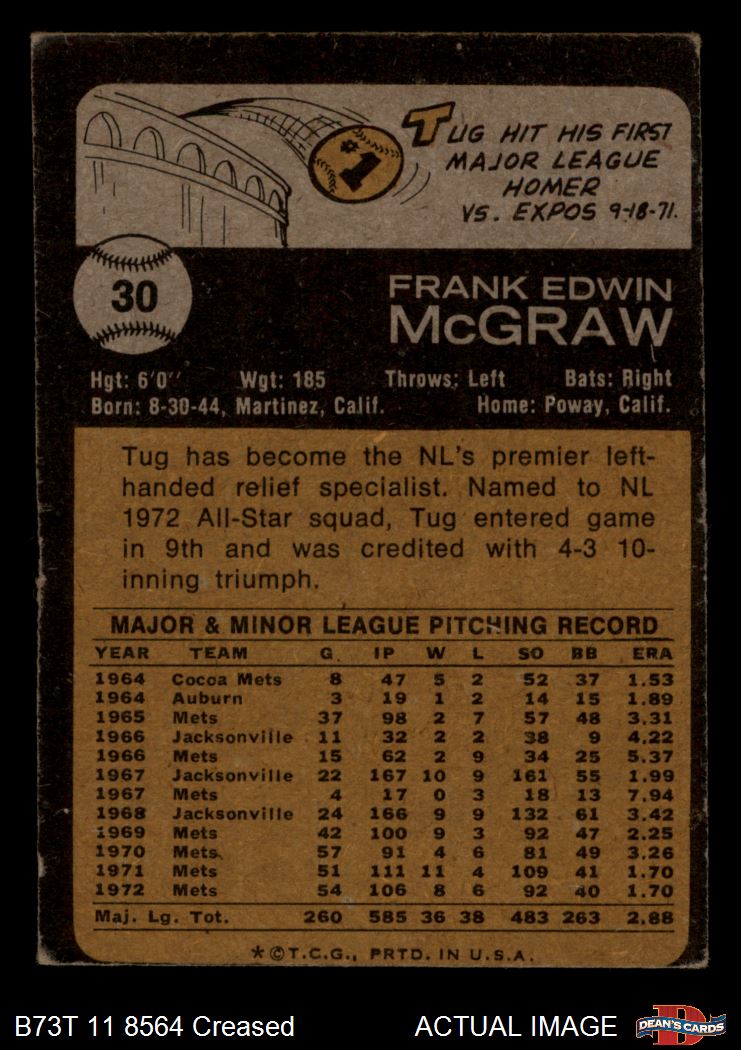 #1
TUG HIT HIS FIRST
MAJOR LEAGUE
HOMER
VS. EXPOS 9-18-71.
30
FRANK EDWIN
McGRAW
Hgt: 6'0" Wgt: 185 Throws: Left Bats: Right
Born: 8-30-44, Martinez, Calif. Home: Poway, Calif.
Tug has become the NL's premier left-
handed relief specialist. Named to NL
1972 All-Star squad, Tug entered game
in 9th and was credited with 4-3 10-
inning triumph.
MAJOR & MINOR LEAGUE PITCHING RECORD
YEAR TEAM G. IP W L SO BB ERA
1964 Cocoa Mets 8 47 5 2 52 37 1.53
1964 Auburn 3 19 1 2 14 15 1.89
1965 Mets 37 98 2 7 57 48 3.31
1966 Jacksonville 11 32 2 2 38 9 4.22
1966 Mets 15 62 2 9 34 25 5.37
1967 Jacksonville 22 167 10 9 161 55 1.99
1967 Mets 4 17 0 3 18 13 7.94
1968 Jacksonville 24 166 9 9 132 61 3.42
1969 Mets 42 100 9 3 92 47 2.25
1970 Mets 57 91 4 6 81 49 3.26
1971 Mets 51 111 11 4 109 41 1.70
1972 Mets 54 106 8 6 92 40 1.70
Maj. Lg. Tot. 260 585 36 38 483 263 2.88
*©T.C.G., PRTD. IN U.S.A.
B73T 11 8564 Creased ACTUAL IMAGE
D
DEAN'S CARDS